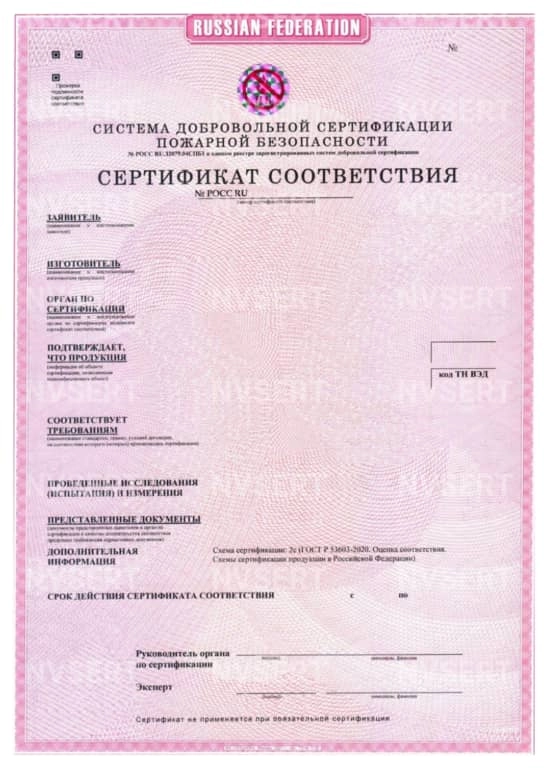 RUSSIAN FEDERATION
№
Проверка
подлинности
сертификата
соответствия
СИСТЕМА ДОБРОВОЛЬНОЙ СЕРТИФИКАЦИИ
ПОЖАРНОЙ БЕЗОПАСНОСТИ
№ РОСС RU.32079.04СПБ1 в едином реестре зарегистрированных систем добровольной сертификации
СЕРТИФИКАТ СООТВЕТСТВИЯ
№ РОСС RU
(номер сертификата соответствия)
ЗАЯВИТЕЛЬ
(наименование и местонахождение
заявителя)
ИЗГОТОВИТЕЛЬ
(наименование и местонахождение
изготовителя продукции)
ОРГАН ПО
СЕРТИФИКАЦИИ
(наименование и местонахождение
органа по сертификации, выдавшего
сертификат соответствия)
ПОДТВЕРЖДАЕТ,
ЧТО ПРОДУКЦИЯ
(информация об объекте
сертификации, позволяющая
идентифицировать объект)
код ТН ВЭД
СООТВЕТСТВУЕТ
ТРЕБОВАНИЯМ
(наименование стандартов, правил, условий договоров,
на соответствие которого (которых) проводилась сертификация)
ПРОВЕДЕННЫЕ ИССЛЕДОВАНИЯ
(ИСПЫТАНИЯ) И ИЗМЕРЕНИЯ
ПРЕДСТАВЛЕННЫЕ ДОКУМЕНТЫ
(документы представленные заявителем в орган по
сертификации в качестве доказательств соответствия
продукции требованиям нормативных документов)
ДОПОЛНИТЕЛЬНАЯ
ИНФОРМАЦИЯ
Схема сертификации: 2с (ГОСТ Р 53603-2020. Оценка соответствия.
Схемы сертификации продукции в Российской Федерации)
СРОК ДЕЙСТВИЯ СЕРТИФИКАТА СООТВЕТСТВИЯ с по
Руководитель органа
по сертификации
подпись инициалы, фамилия
Эксперт
подпись инициалы, фамилия
Сертификат не применяется при обязательной сертификации
NVSERT